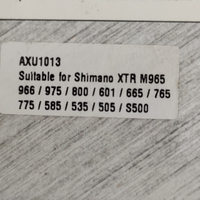 AXU1013
Suitable for Shimano XTR M965
966 / 975 / 800 / 601 / 665 / 765
775 / 585 / 535 / 505 / S500